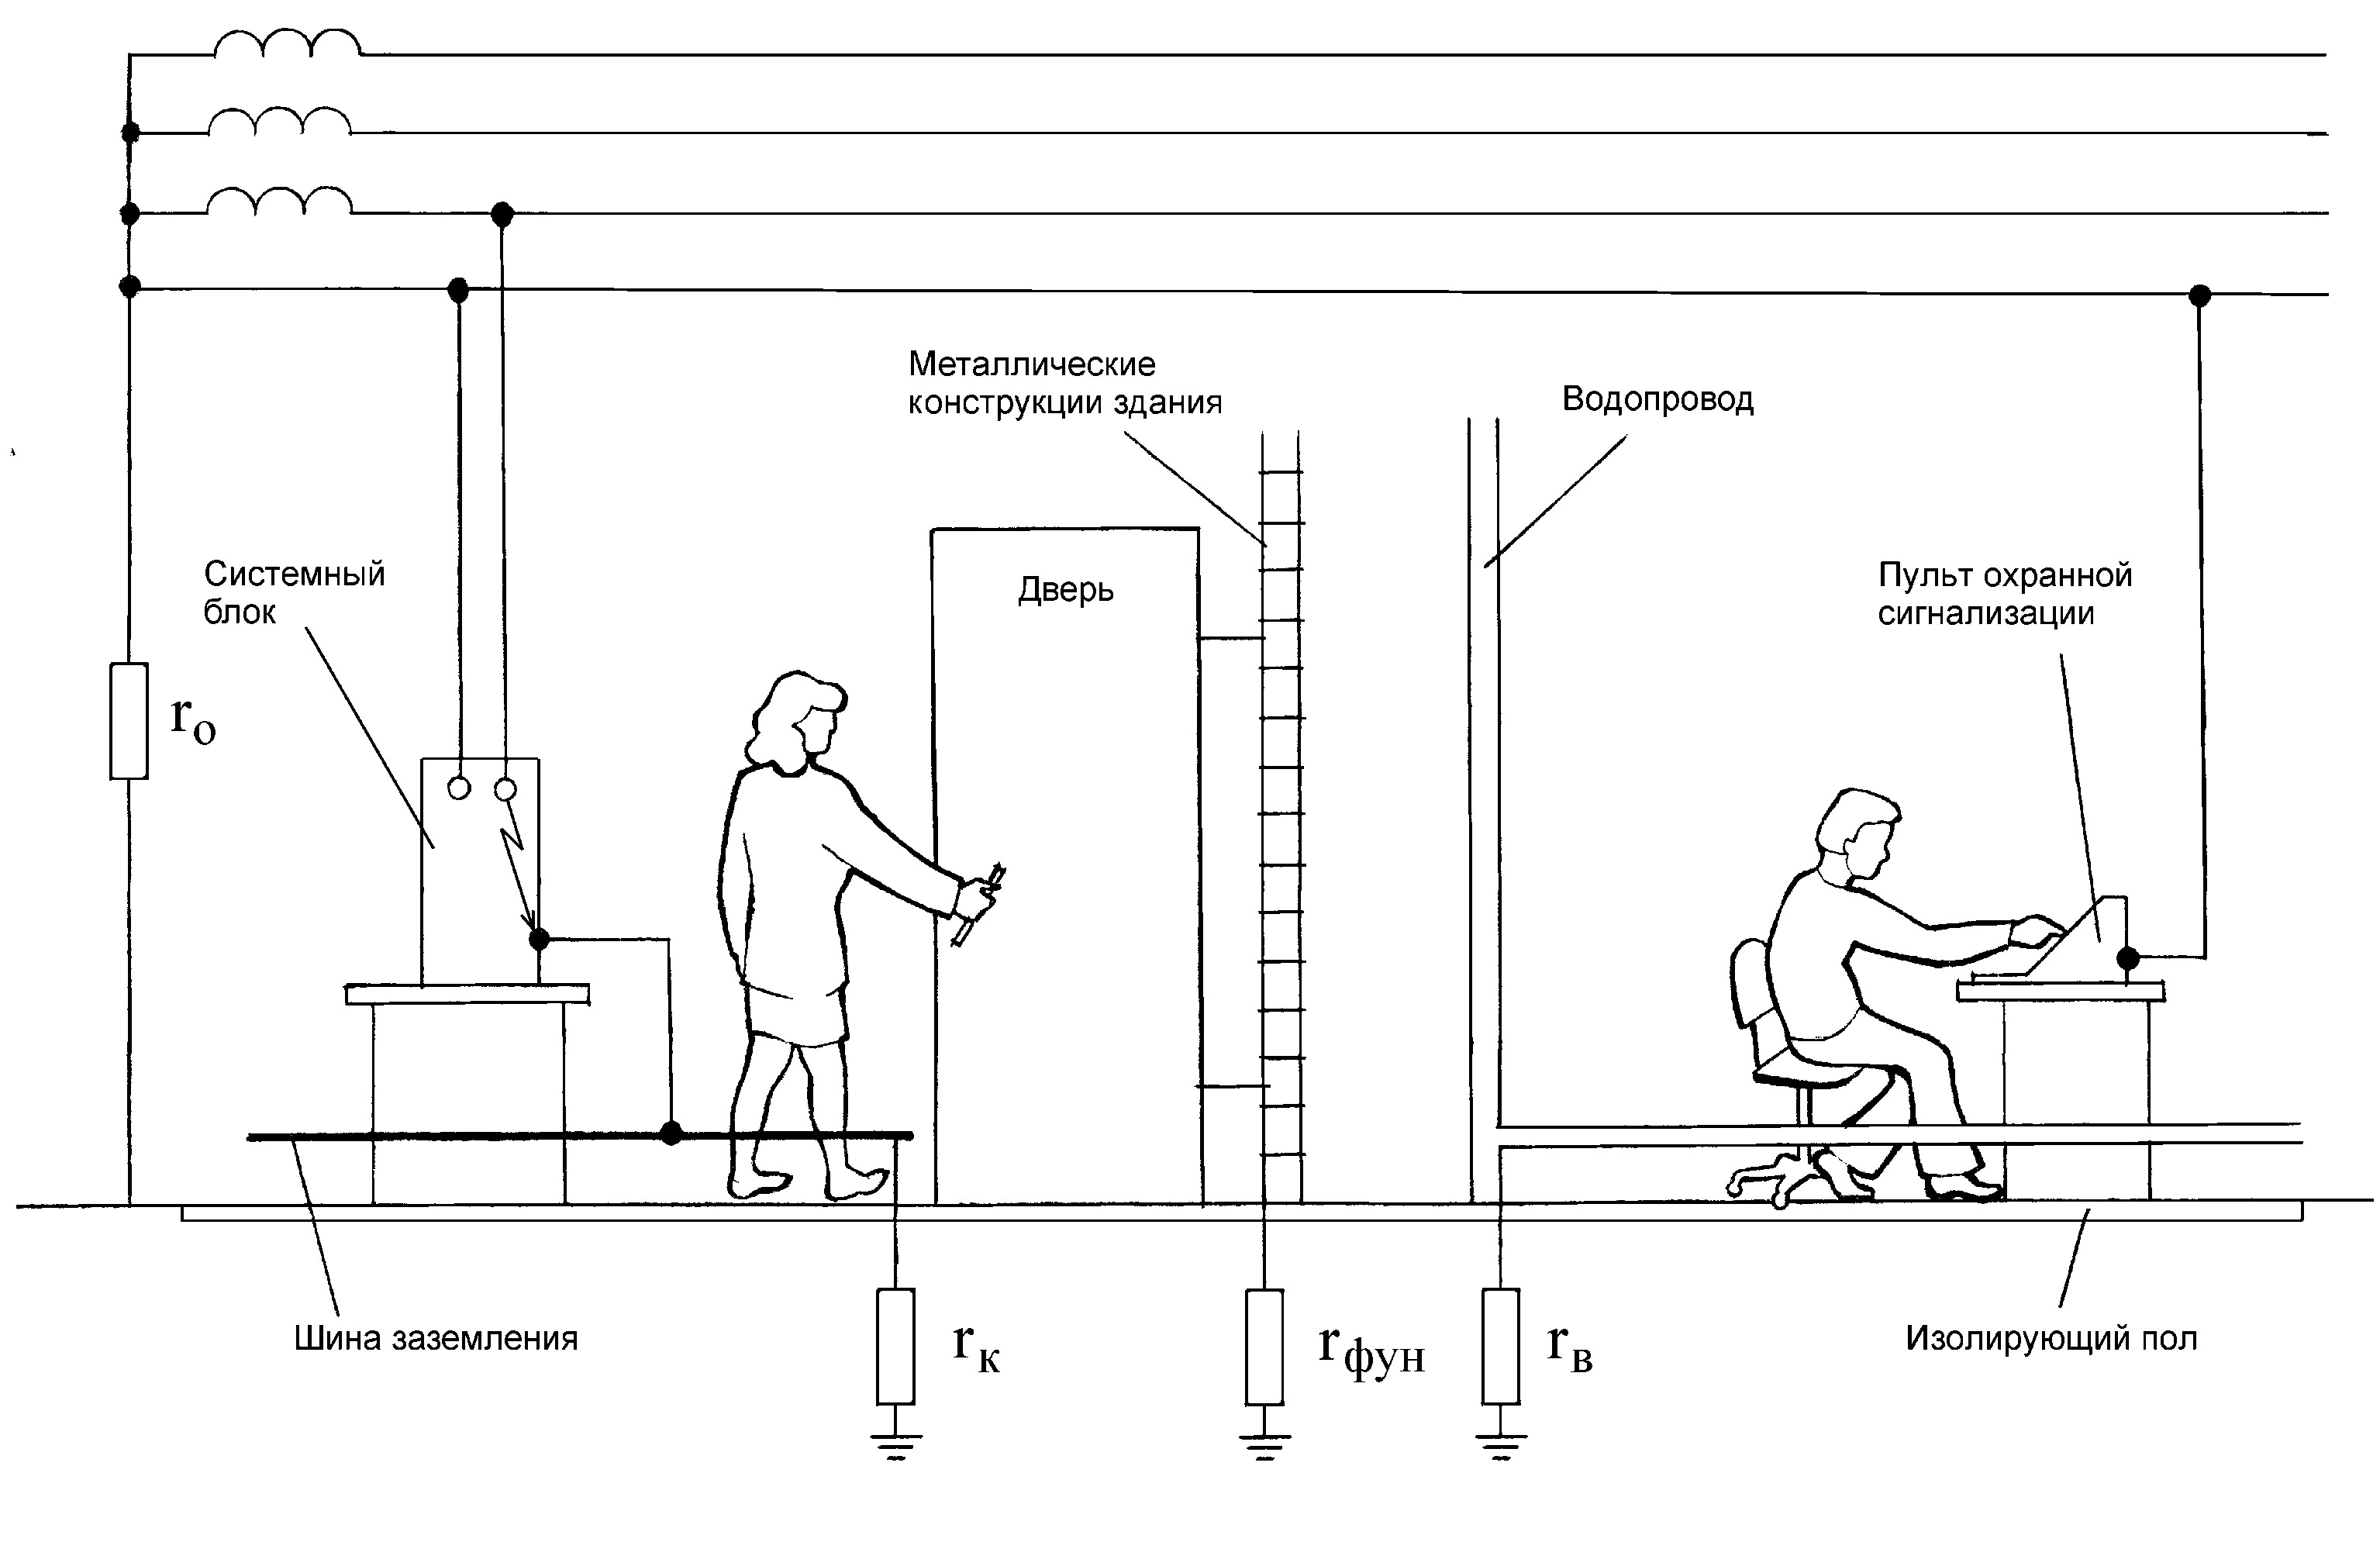 Металлические
конструкции здания
Водопровод
Системный
блок
Дверь
Пульт охранной
сигнализации
rо
Шина заземления
rк
rфун
rв
Изолирующий пол